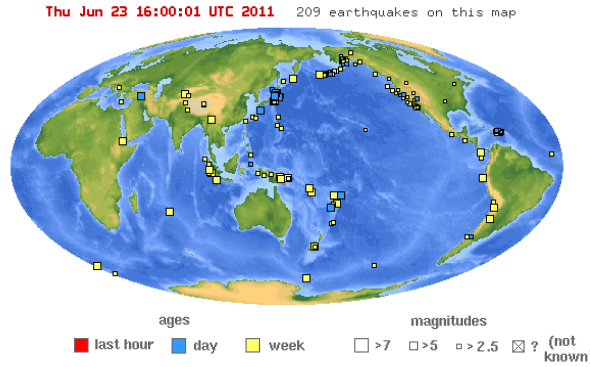 Thu Jun 23 16:00:01 UTC 2011 209 earthquakes on this map
ages
magnitudes
last hour day week >7 >5 >2.5 ? (not known)